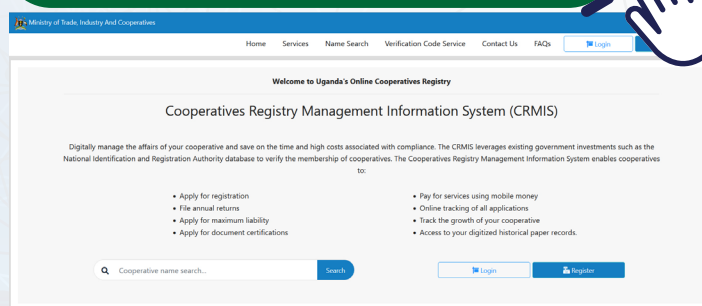 Ministry of Trade, Industry And Cooperatives
Home Services Name Search Verification Code Service Contact Us FAQs Login
Welcome to Uganda's Online Cooperatives Registry
Cooperatives Registry Management Information System (CRMIS)
Digitally manage the affairs of your cooperative and save on the time and high costs associated with compliance. The CRMIS leverages existing government investments such as the
National Identification and Registration Authority database to verify the membership of cooperatives. The Cooperatives Registry Management Information System enables cooperatives
to:
• Apply for registration
• File annual returns
• Apply for maximum liability
• Apply for document certifications
• Pay for services using mobile money
• Online tracking of all applications
• Track the growth of your cooperative
• Access to your digitized historical paper records.
Cooperative name search... Search Login Register